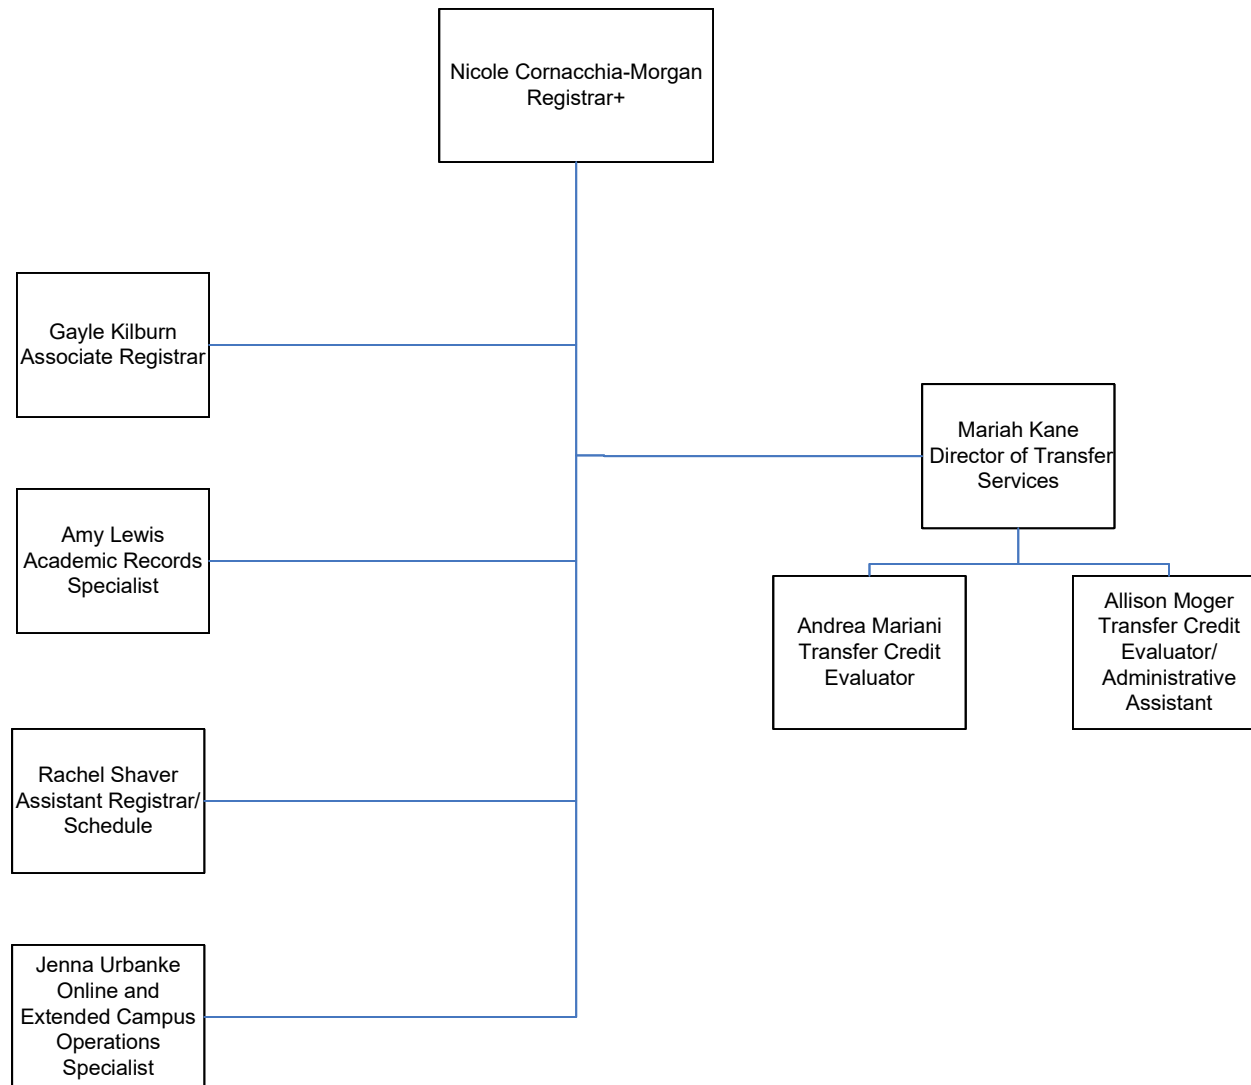 Nicole Cornacchia-Morgan
Registrar+
Gayle Kilburn
Associate Registrar
Mariah Kane
Director of Transfer
Services
Amy Lewis
Academic Records
Specialist
Andrea Mariani
Transfer Credit
Evaluator
Allison Moger
Transfer Credit
Evaluator/
Administrative
Assistant
Rachel Shaver
Assistant Registrar/
Schedule
Jenna Urbanke
Online and
Extended Campus
Operations
Specialist